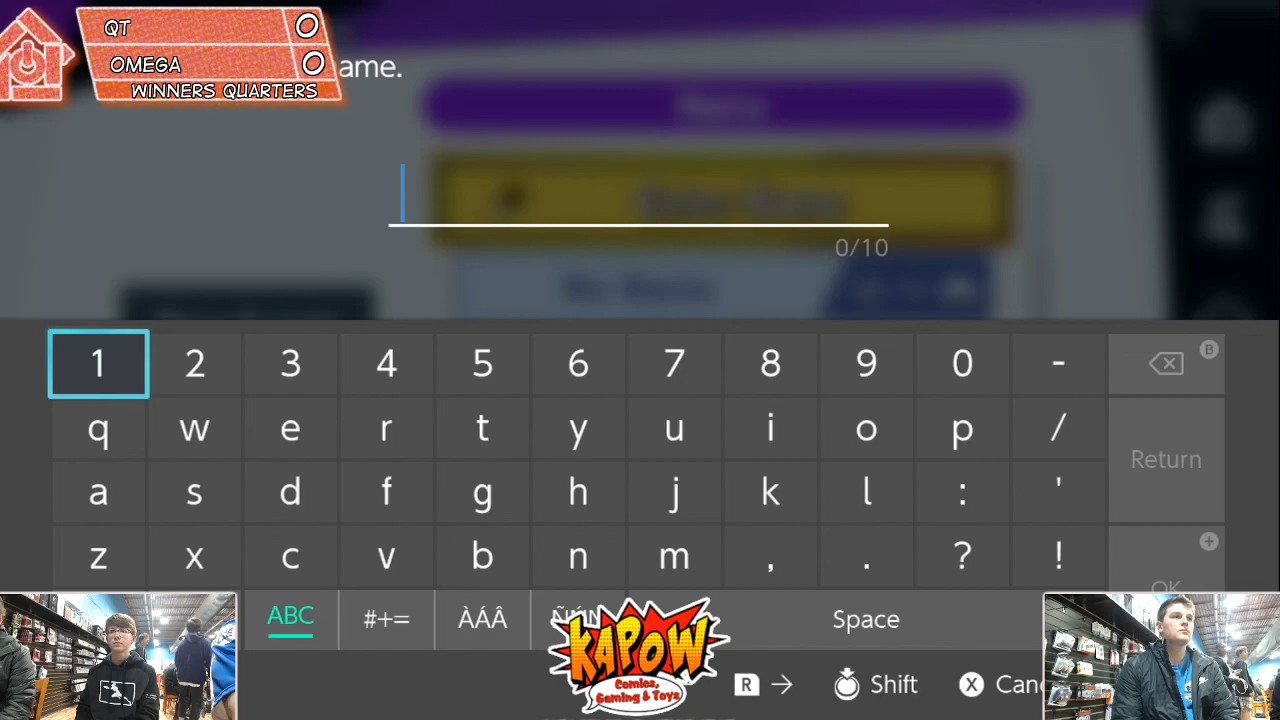 QT 0
OMEGA 0
WINNERS QUARTERS
ame.
0/10
1 2 3 4 5 6 7 8 9 0 - B
q w e r t y u i o p /
Return
a s d f g h j k l : '
z x c v b n m , . ? ! +
OK
ABC #+= ÀÁÂ Space
KAPOW
Comics,
Gaming & Toys
R → Shift X Canc